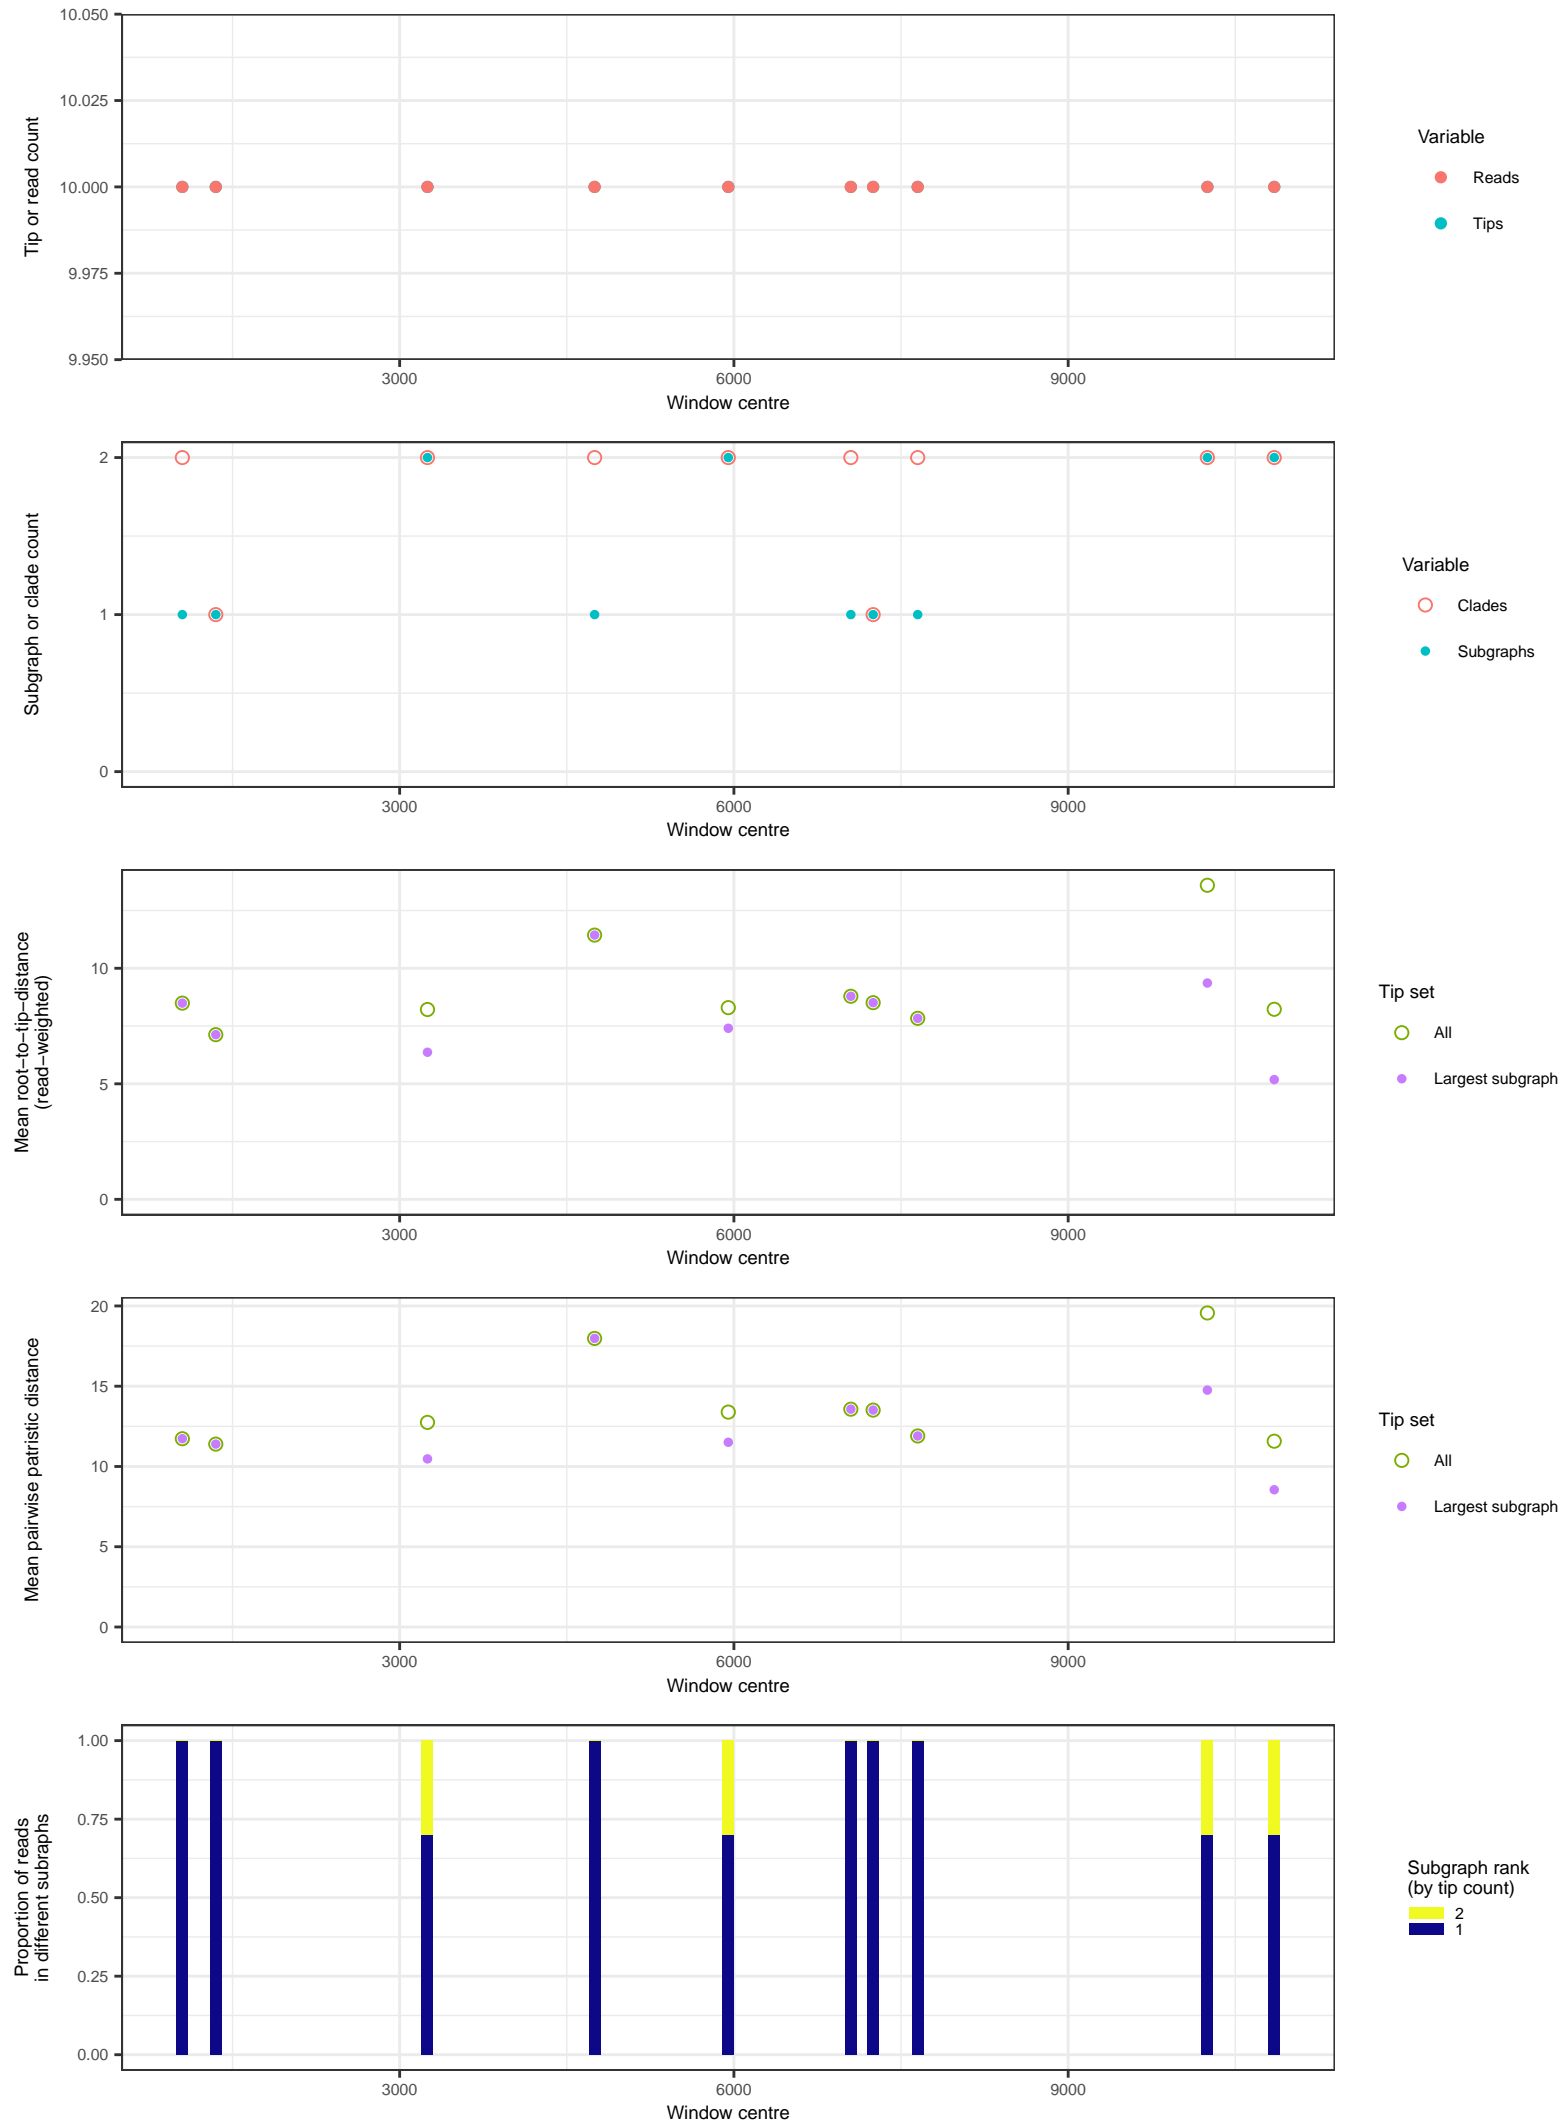 10.050
10.025
10.000
9.975
9.950
Tip or read count
3000
6000
9000
Window centre
Variable
Reads
Tips
2
1
0
Subgraph or clade count
3000
6000
9000
Window centre
Variable
Clades
Subgraphs
10
5
0
Mean root−to−tip−distance
(read−weighted)
3000
6000
9000
Window centre
Tip set
All
Largest subgraph
20
15
10
5
0
Mean pairwise patristic distance
3000
6000
9000
Window centre
Tip set
All
Largest subgraph
1.00
0.75
0.50
0.25
0.00
Proportion of reads
in different subraphs
3000
6000
9000
Window centre
Subgraph rank
(by tip count)
2
1